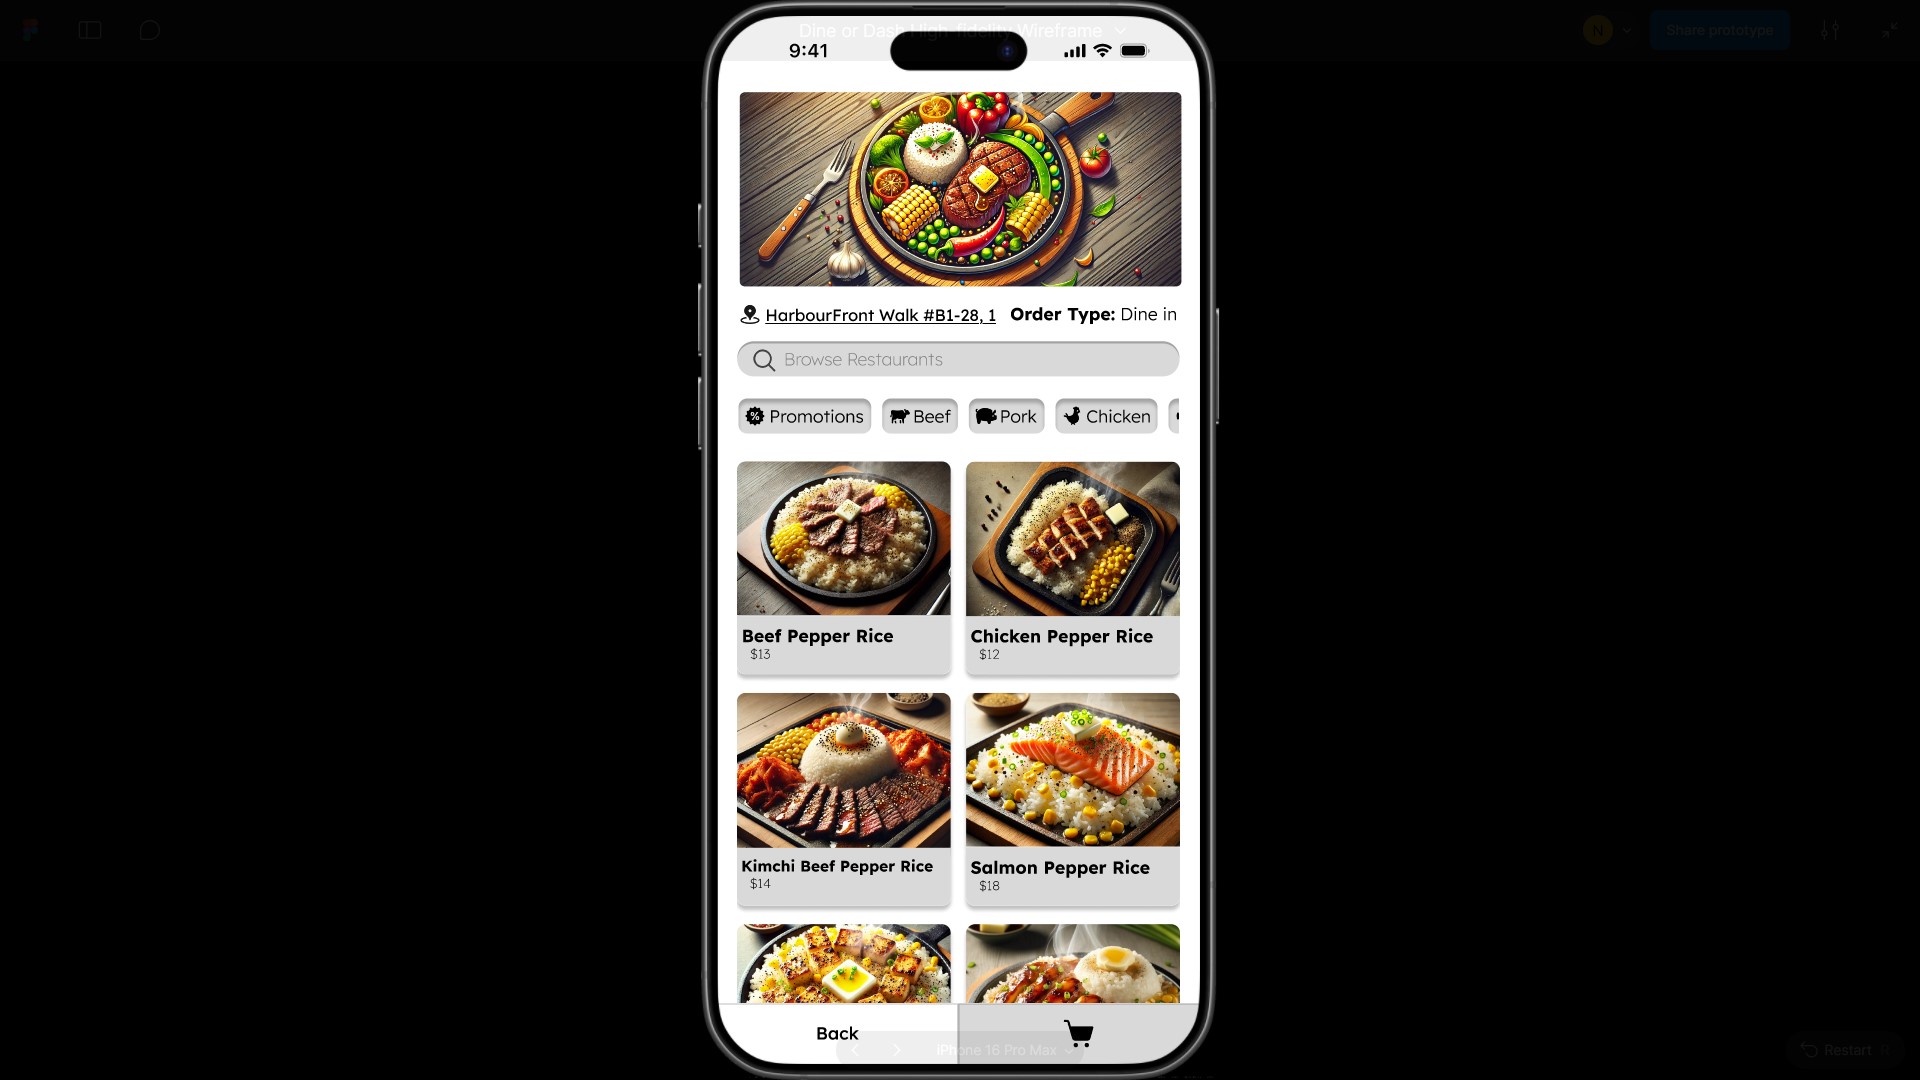 Dine or Dash High-fidelity Wireframe
N
Share prototype
9:41
HarbourFront Walk #B1-28, 1
Order Type: Dine in
Browse Restaurants
Promotions
Beef
Pork
Chicken
Beef Pepper Rice
$13
Chicken Pepper Rice
$12
Kimchi Beef Pepper Rice
$14
Salmon Pepper Rice
$18
Back
iPhone 16 Pro Max
Restart